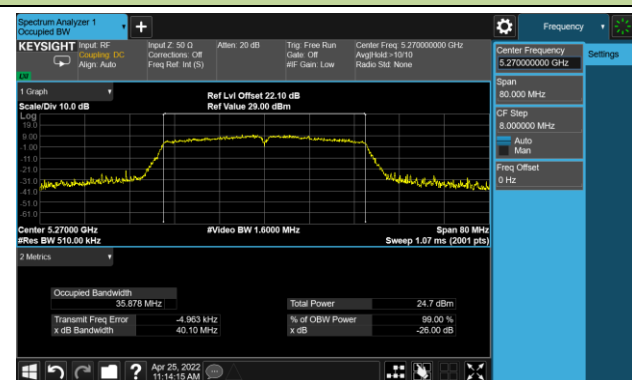 Spectrum Analyzer 1
Occupied BW
Frequency
KEYSIGHT
Input: RF
Coupling: DC
Align: Auto
Input Z: 50 Ω
Corrections: Off
Freq Ref: Int (S)
Atten: 20 dB
Trig: Free Run
Gate: Off
#IF Gain: Low
Center Freq: 5.270000000 GHz
Avg|Hold:>10/10
Radio Std: None
Center Frequency
5.270000000 GHz
Settings
Span
80.000 MHz
CF Step
8.000000 MHz
Auto
Man
Freq Offset
0 Hz
1 Graph
Scale/Div 10.0 dB
Ref Lvl Offset 22.10 dB
Ref Value 29.00 dBm
Log
19.0
9.00
-1.00
-11.0
-21.0
-31.0
-41.0
-51.0
-61.0
Center 5.27000 GHz
#Res BW 510.00 kHz
#Video BW 1.6000 MHz
Span 80 MHz
Sweep 1.07 ms (2001 pts)
2 Metrics
Occupied Bandwidth
35.878 MHz
Total Power 24.7 dBm
Transmit Freq Error -4.963 kHz
% of OBW Power 99.00 %
x dB Bandwidth 40.10 MHz
x dB -26.00 dB
Apr 25, 2022
11:14:15 AM